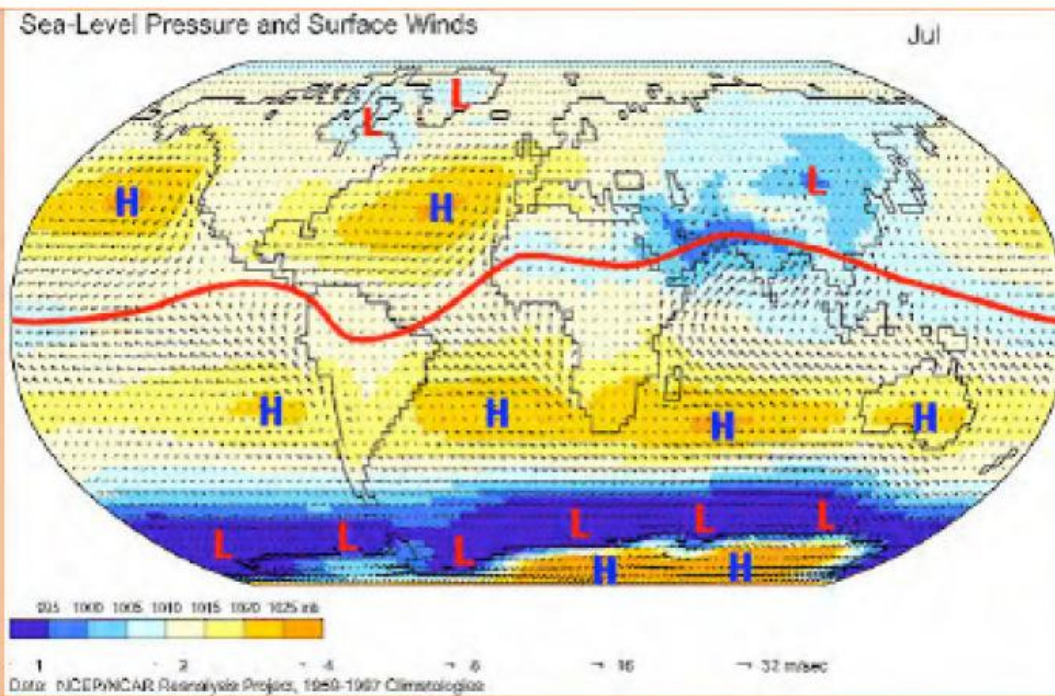 Sea-Level Pressure and Surface Winds
Jul
L
L
L
H
H
H
H
H
H
L
L
L
L
L
L
H
H
995 1000 1005 1010 1015 1020 1025 mb
1 2 4 8 16 32 m/sec
Data: NCEP/NCAR Reanalysis Project, 1959-1997 Climatologies